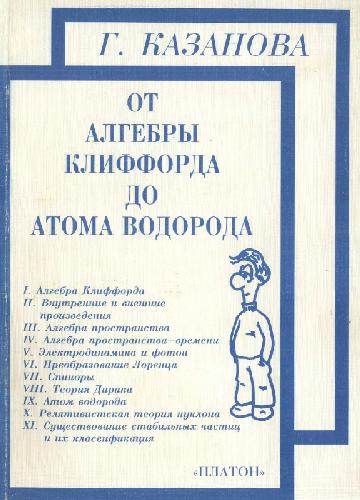 Г. КАЗАНОВА
ОТ
АЛГЕБРЫ
КЛИФФОРДА
ДО
АТОМА ВОДОРОДА
I. Алгебра Клиффорда
II. Внутренние и внешние
произведения
III. Алгебра пространства
IV. Алгебра пространства-времени
V. Электродинамика и фотон
VI. Преобразование Лоренца
VII. Спиноры
VIII. Теория Дирака
IX. Атом водорода
X. Релятивистская теория нуклона
XI. Существование стабильных частиц
и их классификация
«ПЛАТОН»